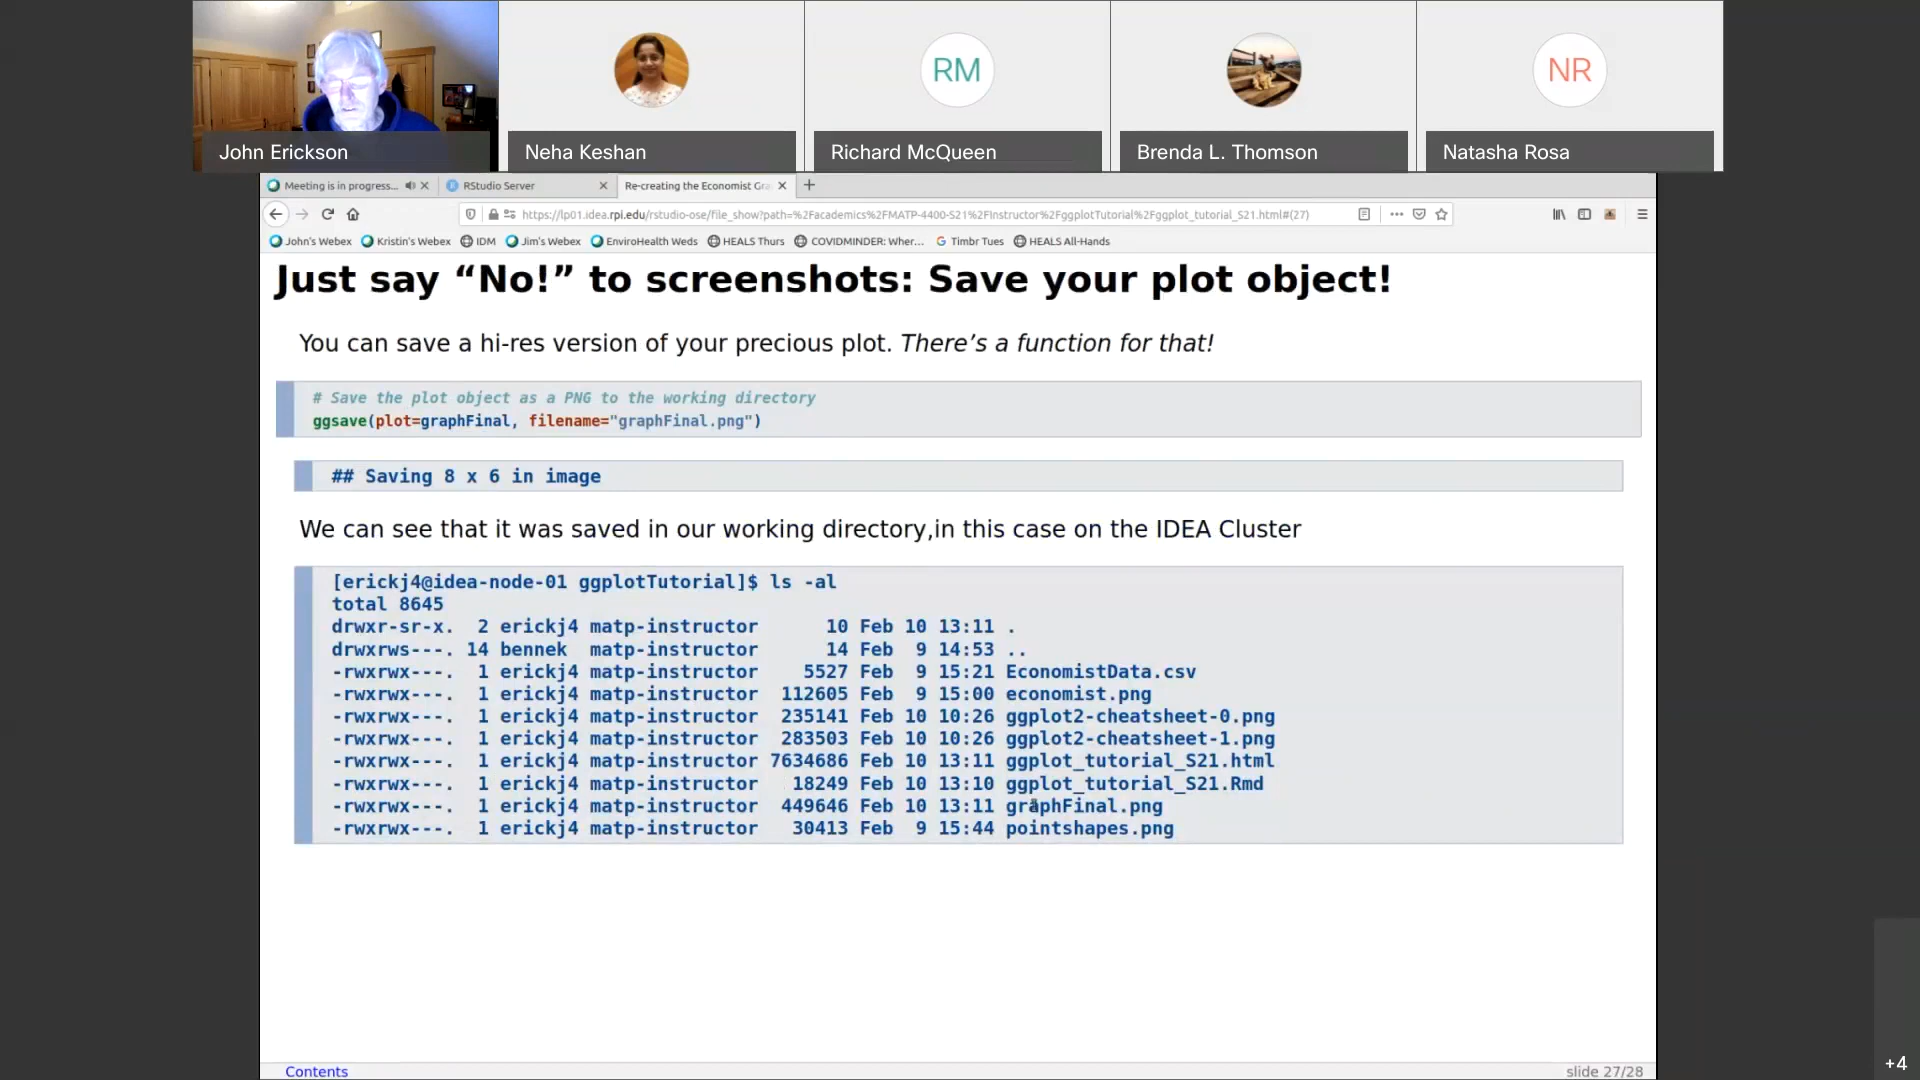 RM
NR
John Erickson
Neha Keshan
Richard McQueen
Brenda L. Thomson
Natasha Rosa
Meeting is in progress...
RStudio Server
Re-creating the Economist Gra
https://lp01.idea.rpi.edu/rstudio-ose/file_show?path=%2Facademics%2FMATP-4400-S21%2FInstructor%2FggplotTutorial%2Fggplot_tutorial_S21.html#(27)
John's Webex Kristin's Webex IDM Jim's Webex EnviroHealth Weds HEALS Thurs COVIDMINDER: Wher... Timbr Tues HEALS All-Hands
Just say “No!” to screenshots: Save your plot object!
You can save a hi-res version of your precious plot. There’s a function for that!
# Save the plot object as a PNG to the working directory
ggsave(plot=graphFinal, filename="graphFinal.png")
## Saving 8 x 6 in image
We can see that it was saved in our working directory,in this case on the IDEA Cluster
[erickj4@idea-node-01 ggplotTutorial]$ ls -al
total 8645
drwxr-sr-x.  2 erickj4 matp-instructor      10 Feb 10 13:11 .
drwxrws---. 14 bennek  matp-instructor      14 Feb  9 14:53 ..
-rwxrwx---.  1 erickj4 matp-instructor    5527 Feb  9 15:21 EconomistData.csv
-rwxrwx---.  1 erickj4 matp-instructor  112605 Feb  9 15:00 economist.png
-rwxrwx---.  1 erickj4 matp-instructor  235141 Feb 10 10:26 ggplot2-cheatsheet-0.png
-rwxrwx---.  1 erickj4 matp-instructor  283503 Feb 10 10:26 ggplot2-cheatsheet-1.png
-rwxrwx---.  1 erickj4 matp-instructor 7634686 Feb 10 13:11 ggplot_tutorial_S21.html
-rwxrwx---.  1 erickj4 matp-instructor   18249 Feb 10 13:10 ggplot_tutorial_S21.Rmd
-rwxrwx---.  1 erickj4 matp-instructor  449646 Feb 10 13:11 graphFinal.png
-rwxrwx---.  1 erickj4 matp-instructor   30413 Feb  9 15:44 pointshapes.png
Contents
slide 27/28
+4